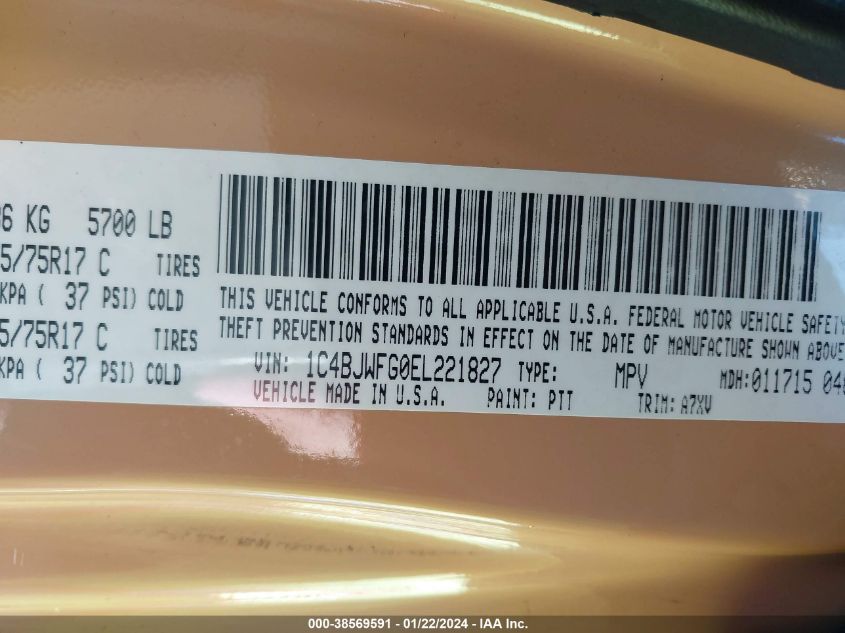 6 KG 5700 LB
5/75R17 C TIRES
KPA ( 37 PSI) COLD
5/75R17 C TIRES
KPA ( 37 PSI) COLD
THIS VEHICLE CONFORMS TO ALL APPLICABLE U.S.A. FEDERAL MOTOR VEHICLE SAFETY
THEFT PREVENTION STANDARDS IN EFFECT ON THE DATE OF MANUFACTURE SHOWN ABOVE
VIN: 1C4BJWFG0EL221827 TYPE: MPV MDH:011715 04
VEHICLE MADE IN U.S.A. PAINT: PTT TRIM: A7XV
000-38569591 - 01/22/2024 - IAA Inc.